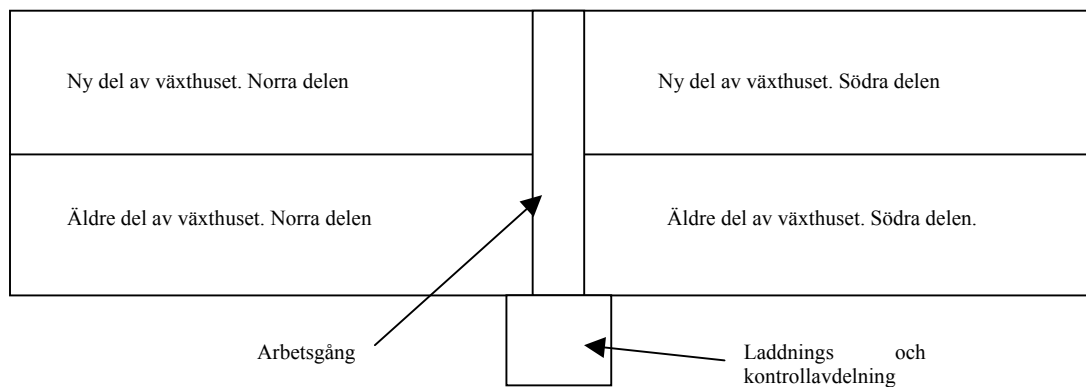 Ny del av växthuset. Norra delen
Ny del av växthuset. Södra delen
Äldre del av växthuset. Norra delen
Äldre del av växthuset. Södra delen.
Arbetsgång
Laddnings och
kontrollavdelning